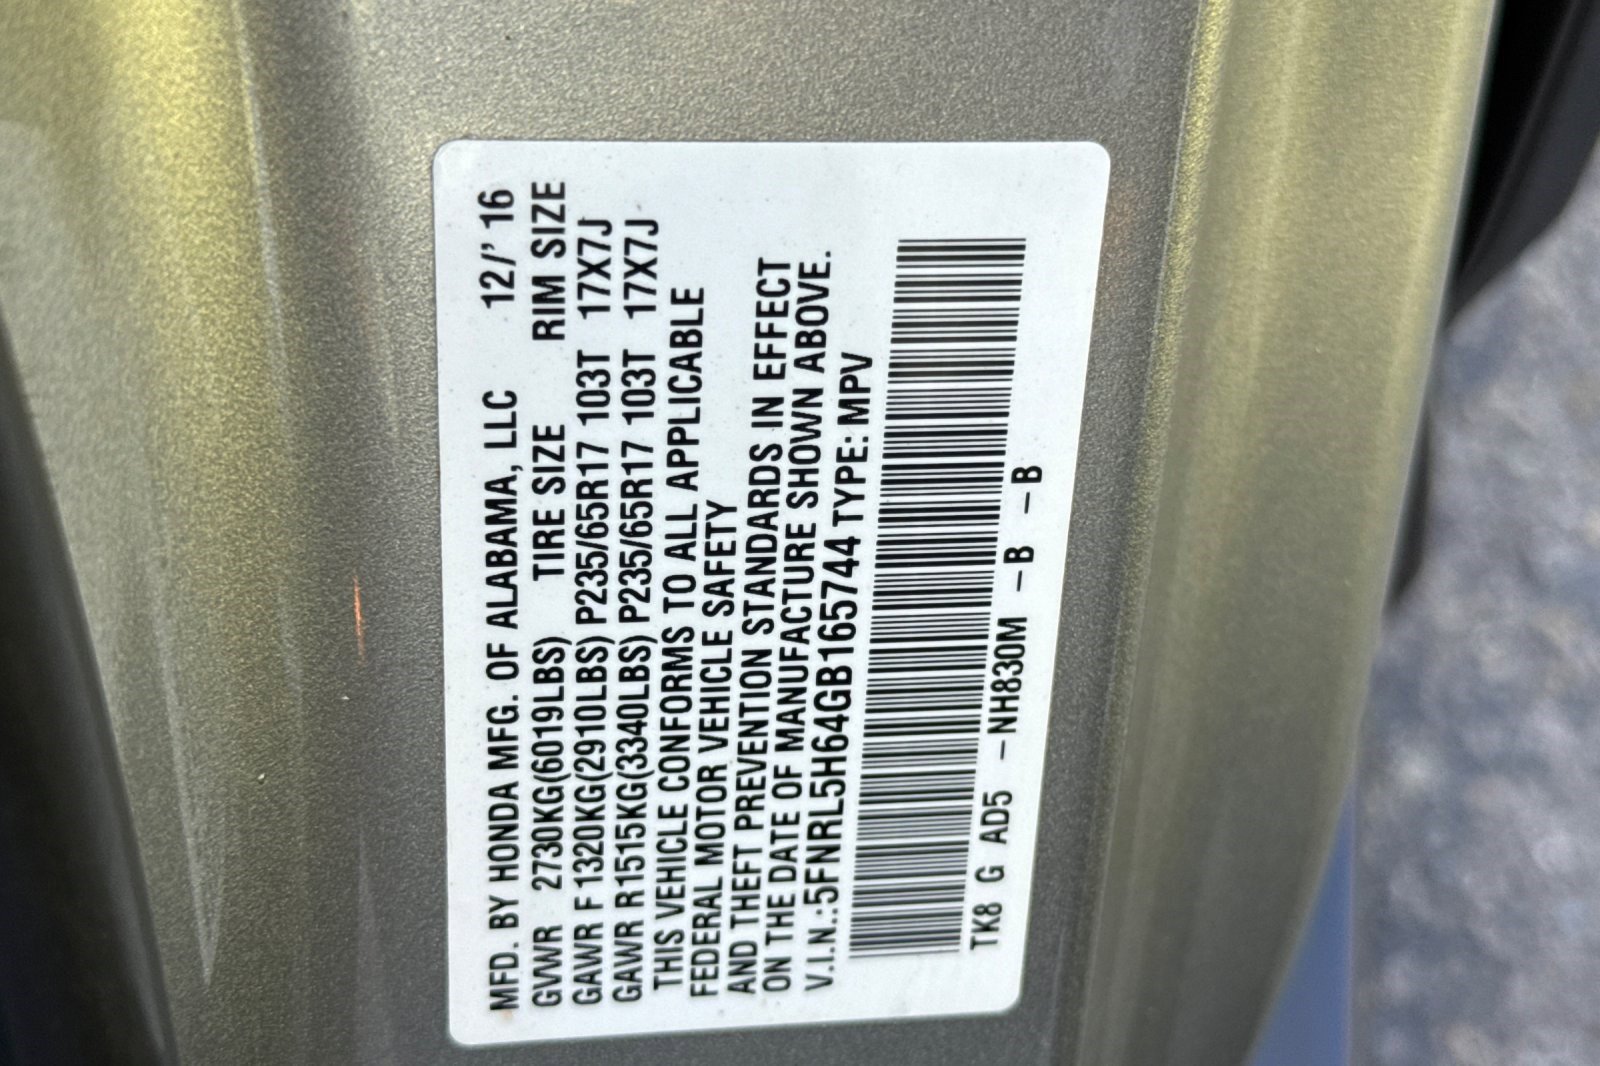 MFD. BY HONDA MFG. OF ALABAMA, LLC 12/' 16
GVWR 2730KG(6019LBS) TIRE SIZE RIM SIZE
GAWR F 1320KG(2910LBS) P235/65R17 103T 17X7J
GAWR R1515KG(3340LBS) P235/65R17 103T 17X7J
THIS VEHICLE CONFORMS TO ALL APPLICABLE
FEDERAL MOTOR VEHICLE SAFETY
AND THEFT PREVENTION STANDARDS IN EFFECT
ON THE DATE OF MANUFACTURE SHOWN ABOVE.
V.I.N.:5FNRL5H64GB165744 TYPE: MPV
TK8 G AD5 -NH830M -B -B